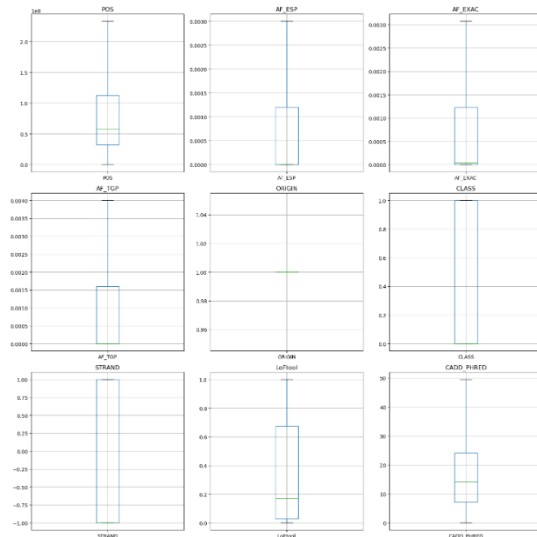 POS AF_ESP AF_EXAC
1e8
2.0 0.0030 0.0030
0.0025 0.0025
1.5 0.0020 0.0020
1.0 0.0015 0.0015
0.0010 0.0010
0.5 0.0005 0.0005
0.0 0.0000 0.0000
POS AF_ESP AF_EXAC
AF_TGP ORIGIN CLASS
0.0040 1.0
0.0035 1.04
0.0030 0.8
0.0025 1.02
0.0020 1.00 0.6
0.0015 0.4
0.0010 0.98
0.0005 0.96 0.2
0.0000 0.0
AF_TGP ORIGIN CLASS
STRAND LoFtool CADD_PHRED
1.00 1.0 50
0.75 0.8 40
0.50
0.25 0.6 30
0.00
−0.25 0.4 20
−0.50 0.2 10
−0.75
−1.00 0.0 0
STRAND LoFtool CADD_PHRED